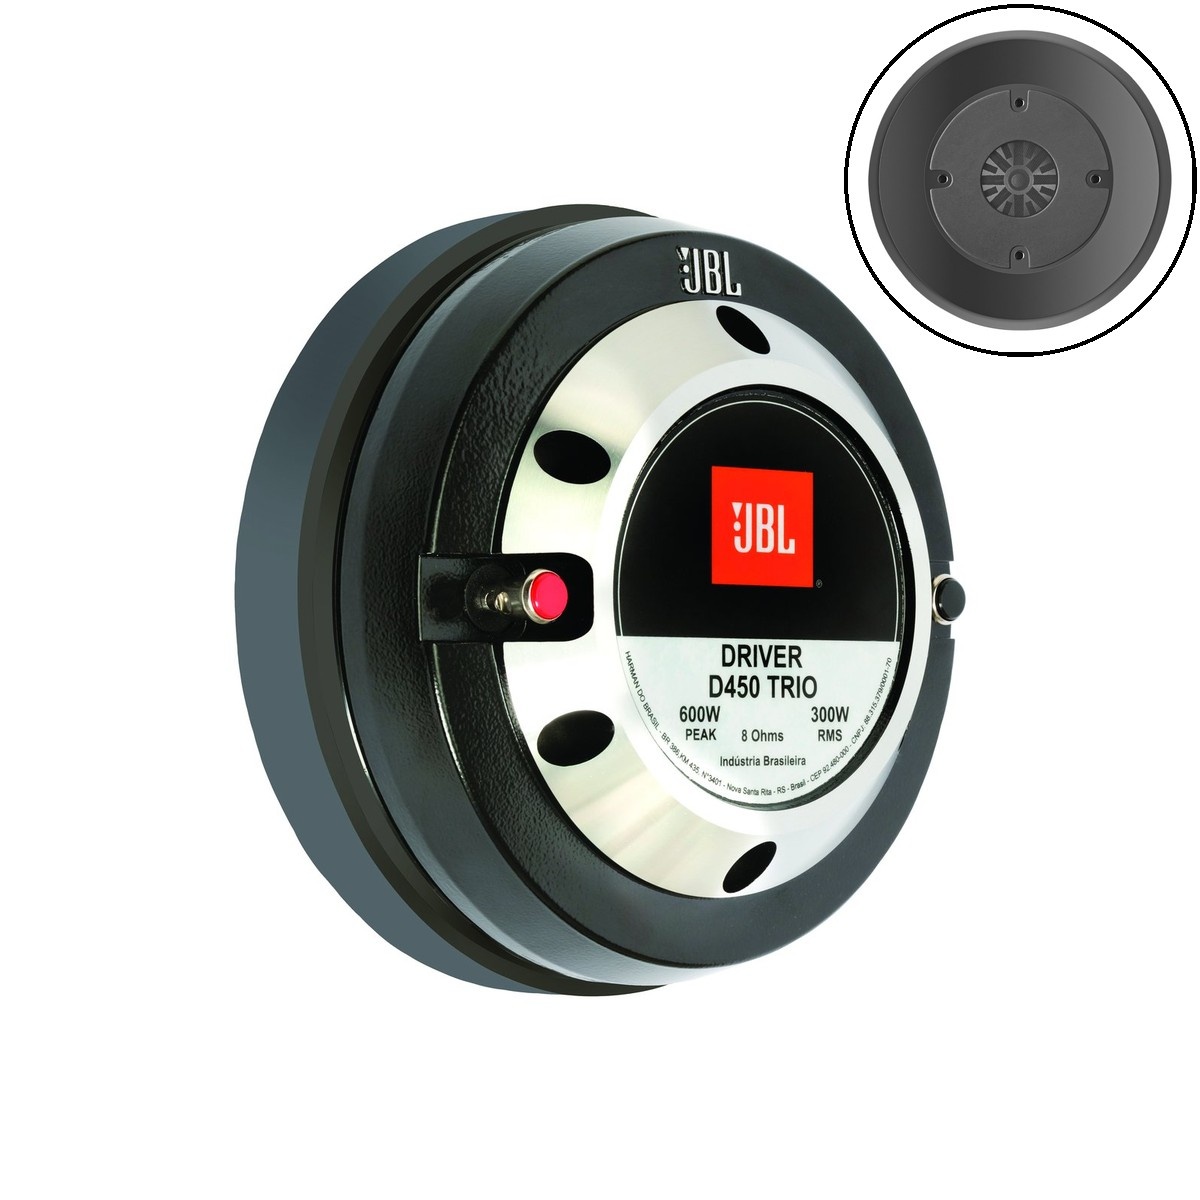 JBL
JBL
®
DRIVER
D450 TRIO
600W 300W
PEAK 8 Ohms RMS
Indústria Brasileira
HARMAN DO BRASIL - BR 386,KM 435, N°3401 - Nova Santa Rita - RS - Brasil - CEP 92.480-000 - CNPJ: 88.315.379/0001-70